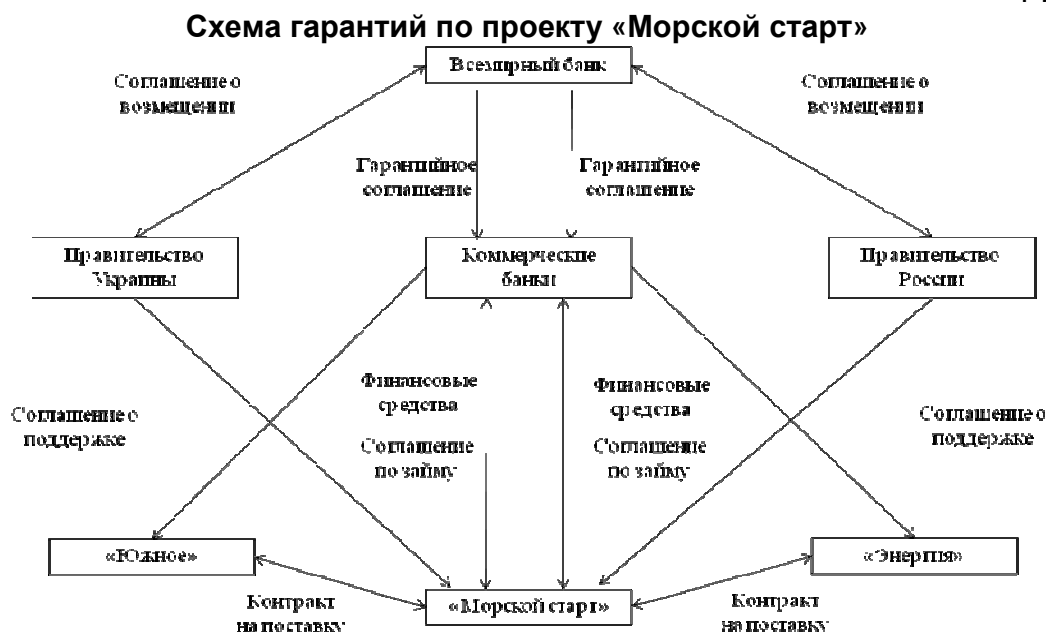 Схема гарантий по проекту «Морской старт»
Всемирный банк
Соглашение о
возмещении
Соглашение о
возмещении
Гарантийное
соглашение
Гарантийное
соглашение
Правительство
Украины
Коммерческие
банки
Правительство
России
Финансовые
средства
Финансовые
средства
Соглашение о
поддержке
Соглашение
по займу
Соглашение
по займу
Соглашение о
поддержке
«Южное»
«Энергия»
«Морской старт»
Контракт
на поставку
Контракт
на поставку